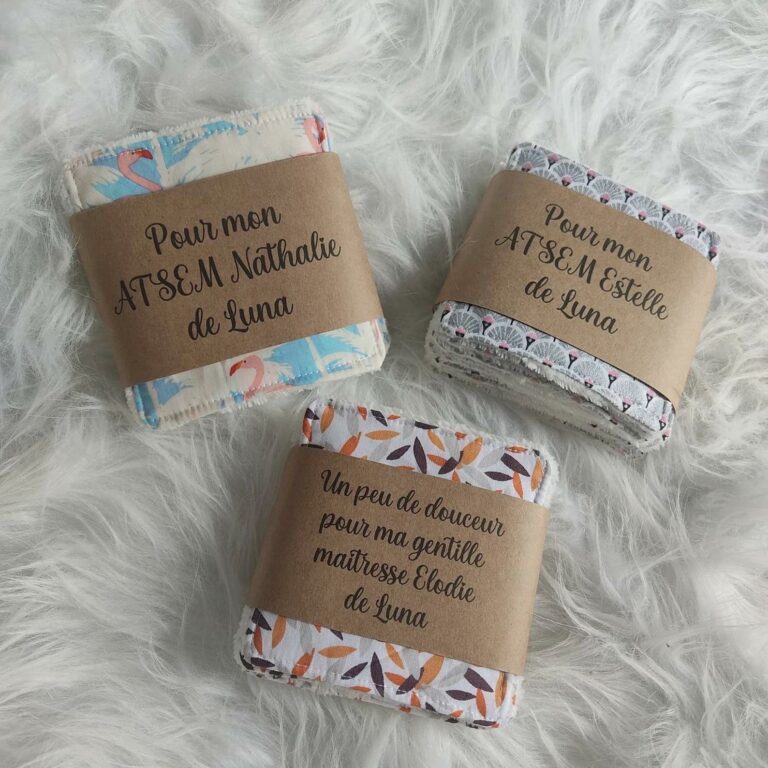 Pour mon
ATSEM Nathalie
de Luna
Pour mon
ATSEM Estelle
de Luna
Un peu de douceur
pour ma gentille
maîtresse Elodie
de Luna